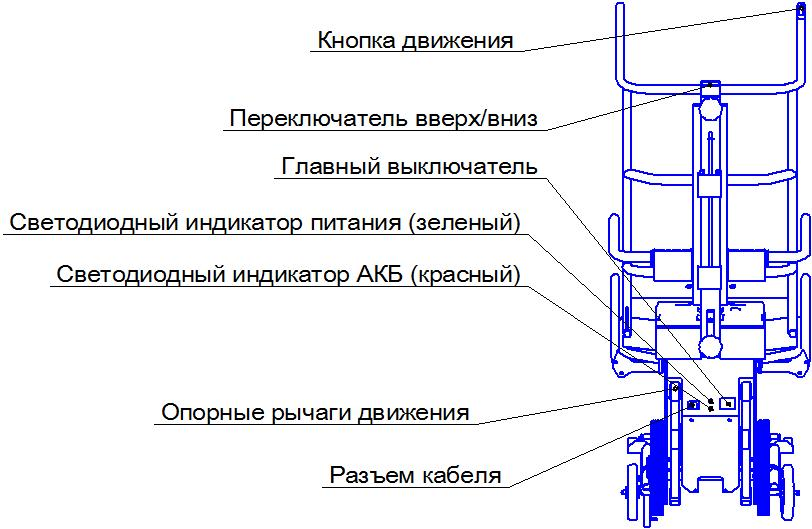 Кнопка движения
Переключатель вверх/вниз
Главный выключатель
Светодиодный индикатор питания (зеленый)
Светодиодный индикатор АКБ (красный)
Опорные рычаги движения
Разъем кабеля